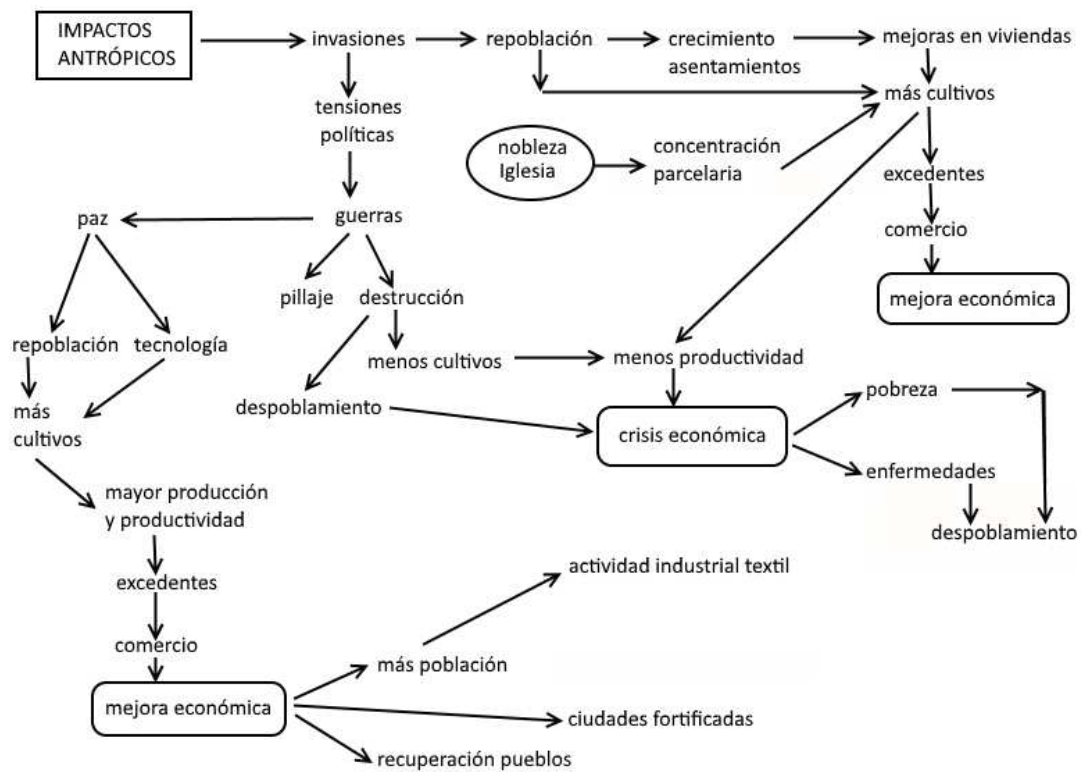 IMPACTOS
ANTRÓPICOS
invasiones
repoblación
crecimiento
asentamientos
mejoras en viviendas
tensiones
políticas
más cultivos
nobleza
Iglesia
concentración
parcelaria
excedentes
paz
guerras
comercio
pillaje
destrucción
mejora económica
repoblación
tecnología
menos cultivos
menos productividad
más
cultivos
despoblamiento
crisis económica
pobreza
enfermedades
mayor producción
y productividad
despoblamiento
excedentes
actividad industrial textil
comercio
más población
mejora económica
ciudades fortificadas
recuperación pueblos